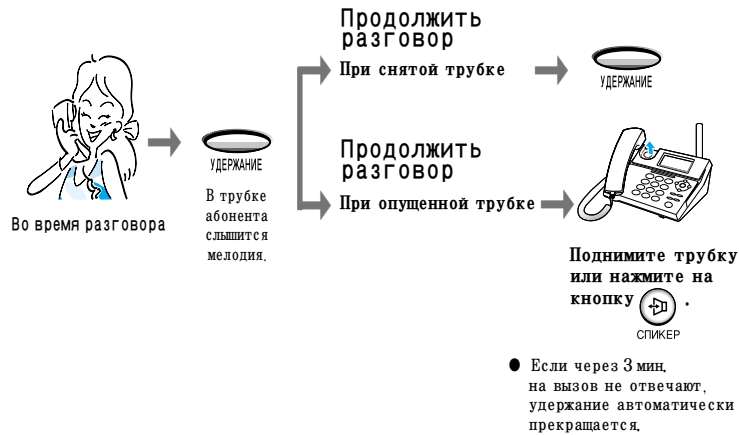 Во время разговора
УДЕРЖАНИЕ
В трубке
абонента
слышится
мелодия.
Продолжить
разговор
При снятой трубке
УДЕРЖАНИЕ
Продолжить
разговор
При опущенной трубке
Поднимите трубку
или нажмите на
кнопку .
СПИКЕР
● Если через 3 мин.
на вызов не отвечают,
удержание автоматически
прекращается.